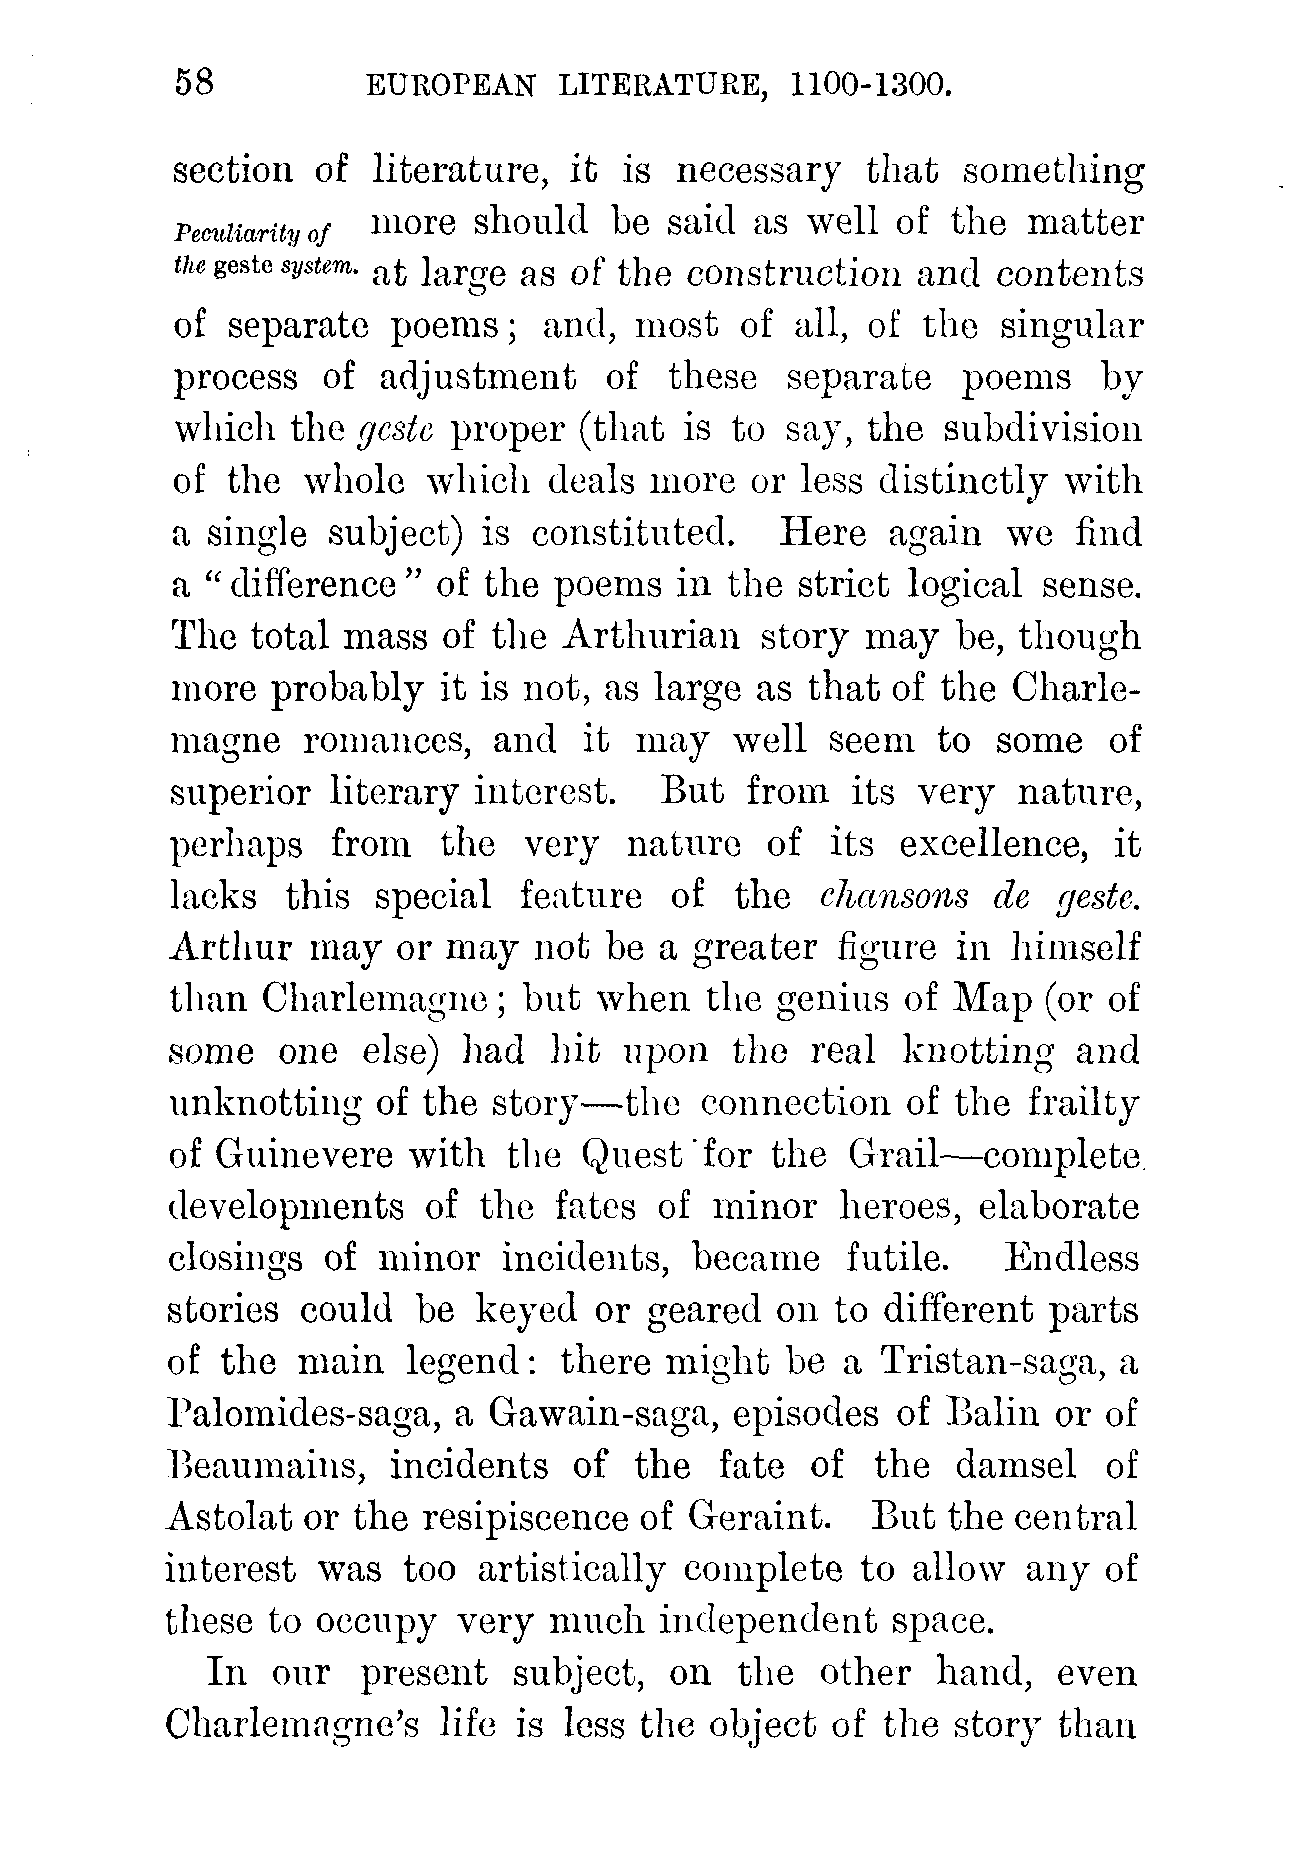 58 EUROPEAN LITERATURE, 1100-1300.
section of literature, it is necessary that something
Peculiarity of more should be said as well of the matter
the geste system. at large as of the construction and contents
of separate poems; and, most of all, of the singular
process of adjustment of these separate poems by
which the geste proper (that is to say, the subdivision
of the whole which deals more or less distinctly with
a single subject) is constituted. Here again we find
a "difference" of the poems in the strict logical sense.
The total mass of the Arthurian story may be, though
more probably it is not, as large as that of the Charle-
magne romances, and it may well seem to some of
superior literary interest. But from its very nature,
perhaps from the very nature of its excellence, it
lacks this special feature of the chansons de geste.
Arthur may or may not be a greater figure in himself
than Charlemagne; but when the genius of Map (or of
some one else) had hit upon the real knotting and
unknotting of the story—the connection of the frailty
of Guinevere with the Quest for the Grail—complete
developments of the fates of minor heroes, elaborate
closings of minor incidents, became futile. Endless
stories could be keyed or geared on to different parts
of the main legend: there might be a Tristan-saga, a
Palomides-saga, a Gawain-saga, episodes of Balin or of
Beaumains, incidents of the fate of the damsel of
Astolat or the resipiscence of Geraint. But the central
interest was too artistically complete to allow any of
these to occupy very much independent space.
In our present subject, on the other hand, even
Charlemagne's life is less the object of the story than